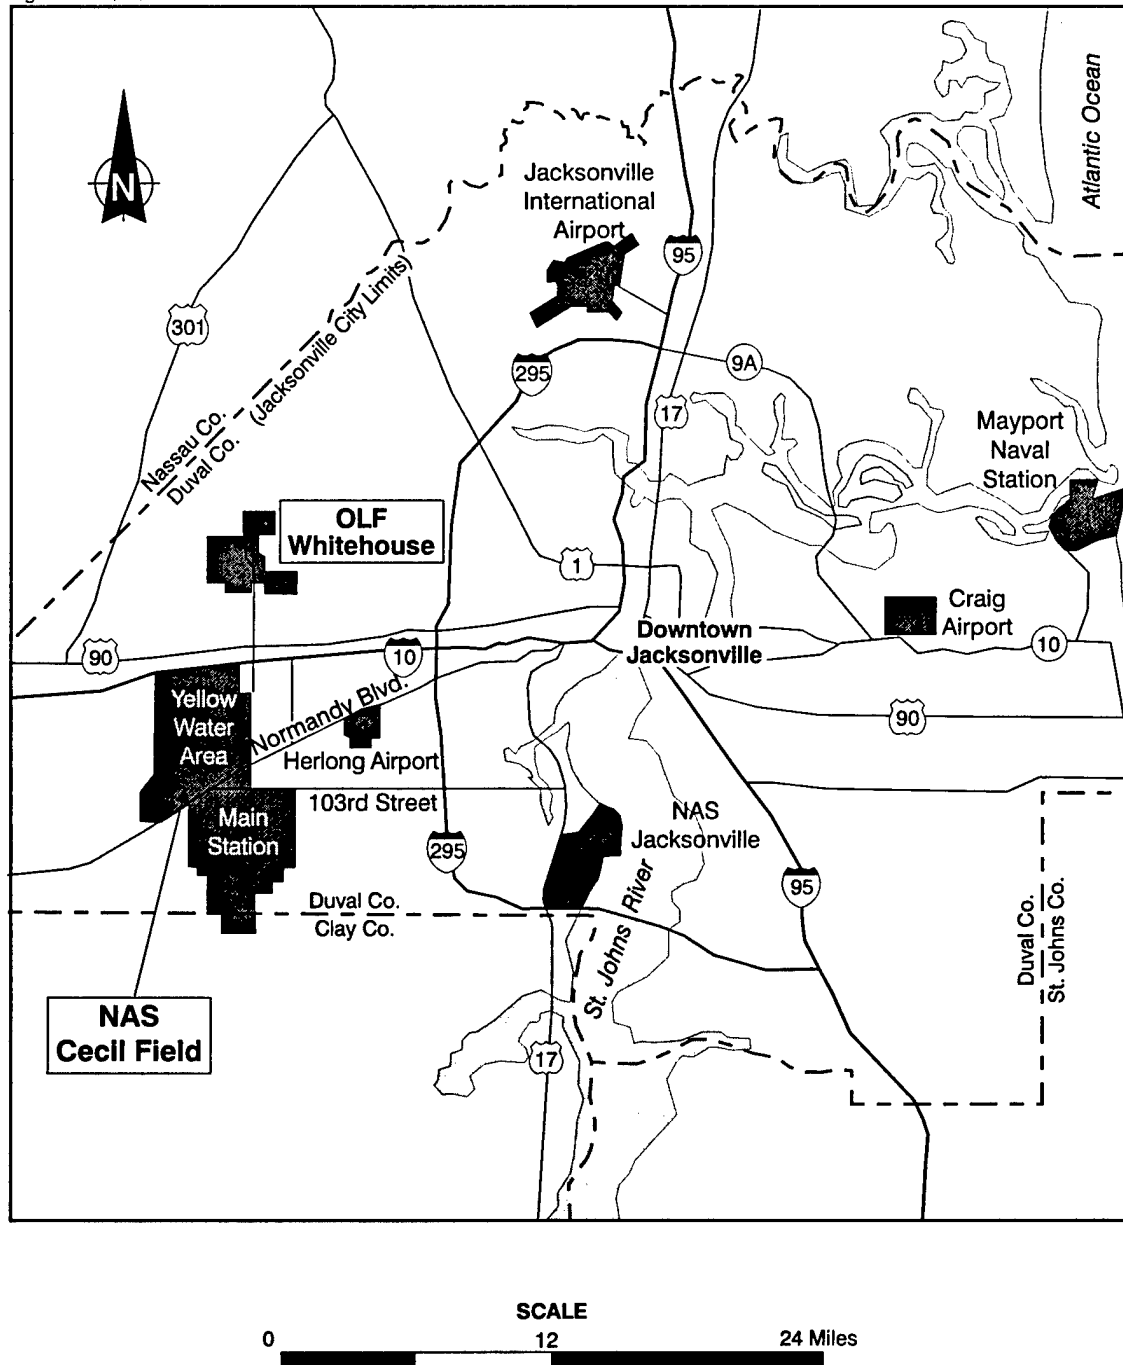 Atlantic Ocean
N
Jacksonville
International
Airport
95
301
(Jacksonville City Limits)
295
9A
17
Nassau Co.
Duval Co.
Mayport
Naval
Station
OLF
Whitehouse
1
Craig
Airport
Downtown
Jacksonville
10
90
10
Yellow
Water
Area
Normandy Blvd.
90
Herlong Airport
103rd Street
Main
Station
NAS
Jacksonville
295
95
St. Johns River
Duval Co.
Clay Co.
Duval Co.
St. Johns Co.
NAS
Cecil Field
17
SCALE
0 12 24 Miles